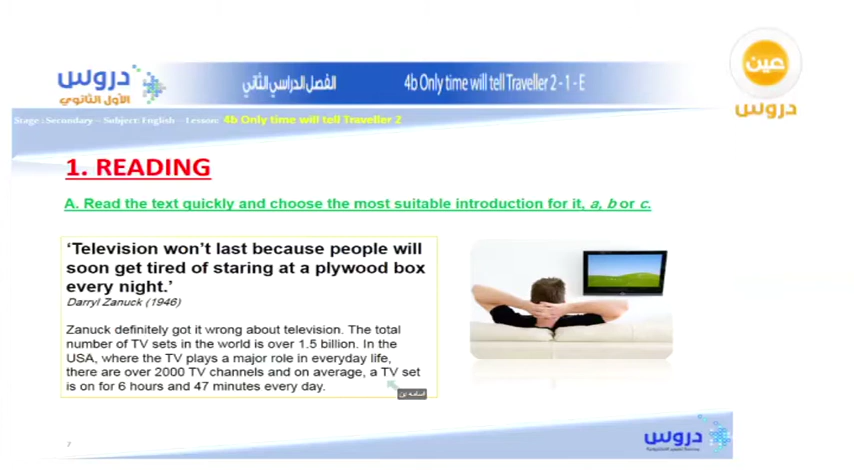 دروس
الأول الثانوي
الفصل الدراسي الثاني
4b Only time will tell Traveller 2 - 1 - E
عين
دروس
Stage : Secondary – Subject: English – Lesson: 4b Only time will tell Traveller 2
1. READING
A. Read the text quickly and choose the most suitable introduction for it, a, b or c.
‘Television won’t last because people will
soon get tired of staring at a plywood box
every night.’
Darryl Zanuck (1946)
Zanuck definitely got it wrong about television. The total
number of TV sets in the world is over 1.5 billion. In the
USA, where the TV plays a major role in everyday life,
there are over 2000 TV channels and on average, a TV set
is on for 6 hours and 47 minutes every day.
7
دروس